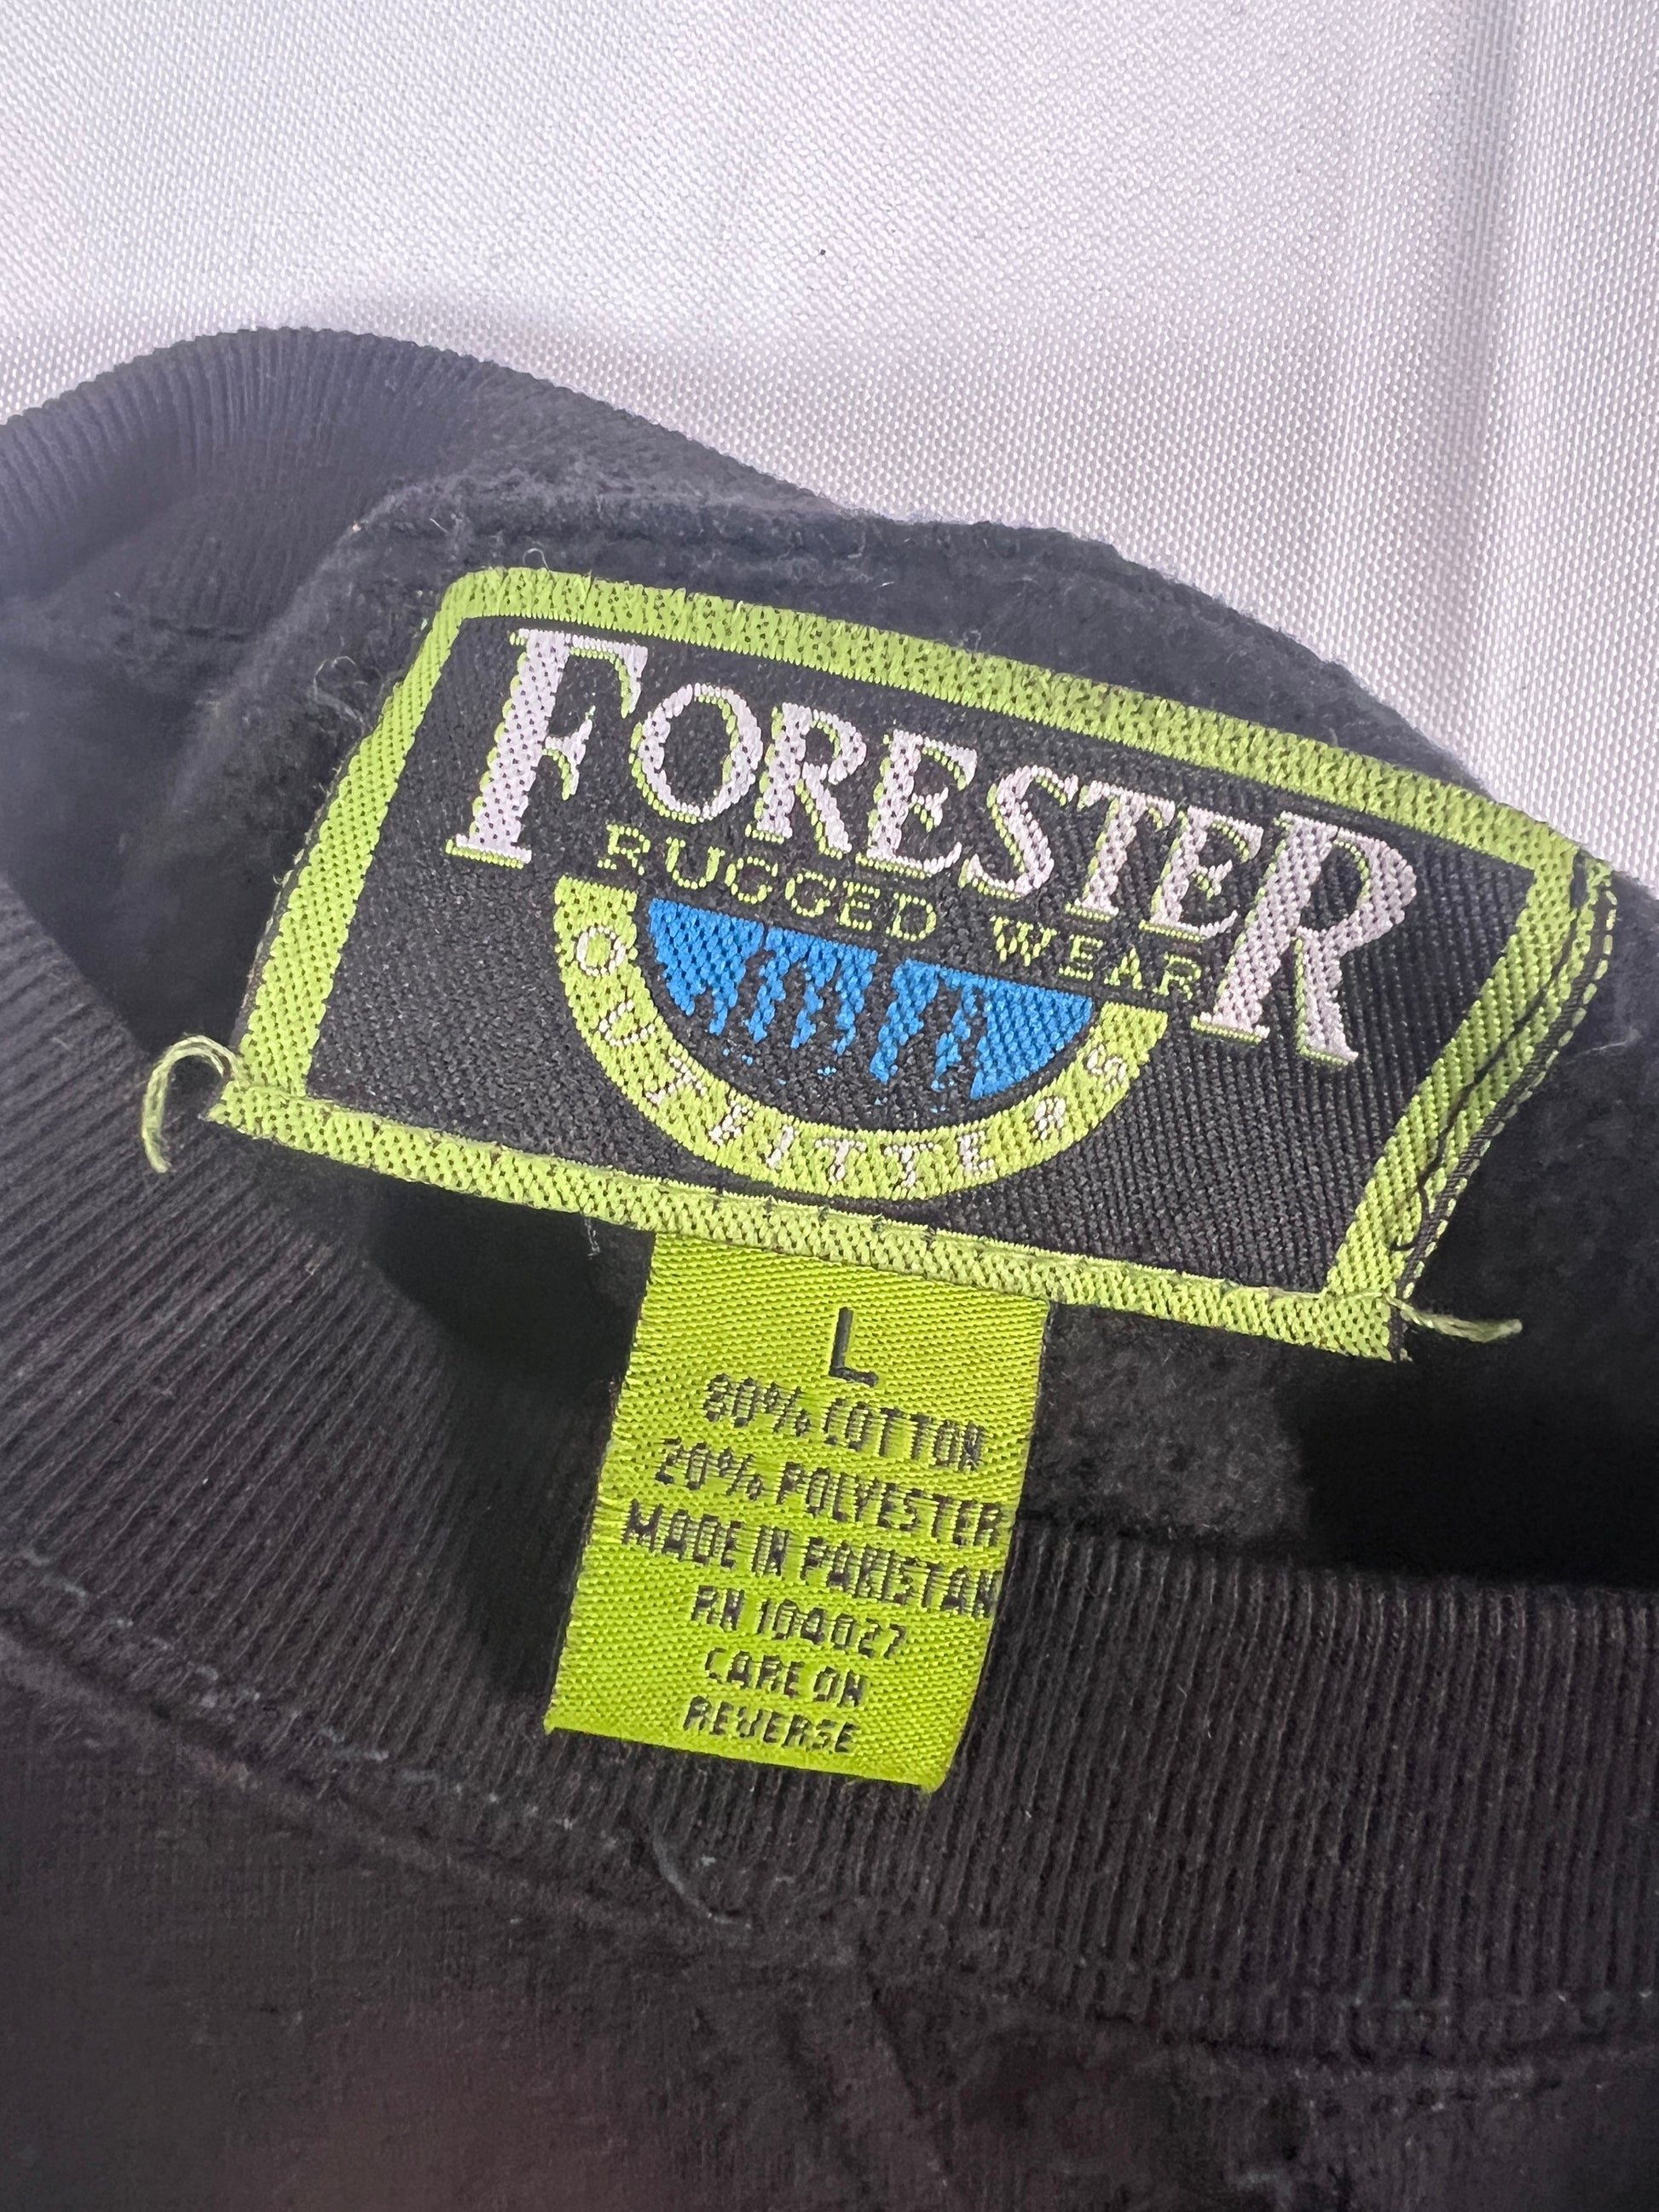 FORESTER
RUGGED WEAR
OUTFITTERS
L
80% COTTON
20% POLYESTER
MADE IN PAKISTAN
RN 104027
CARE ON
REVERSE